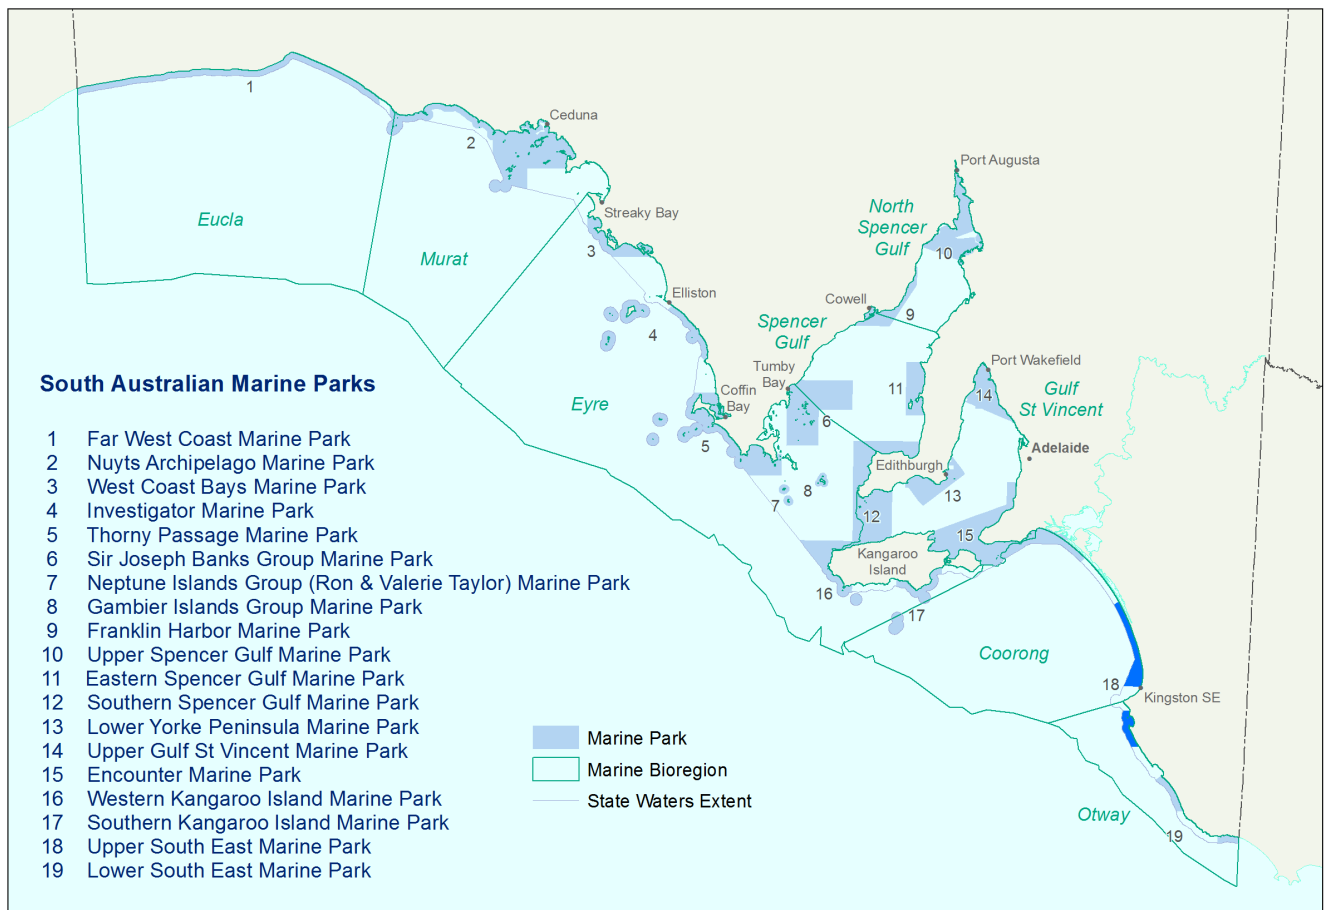 1
Ceduna
2
Port Augusta
Eucla
Streaky Bay
North
Spencer
Gulf
3
10
Murat
Elliston
Cowell
9
Spencer
Gulf
4
Port Wakefield
Tumby
Bay
Gulf
St Vincent
11
14
South Australian Marine Parks
Coffin
Bay
Eyre
6
5
Adelaide
Edithburgh
8
13
7
12
15
Kangaroo
Island
16
17
Coorong
18
Kingston SE
Otway
19
1 Far West Coast Marine Park
2 Nuyts Archipelago Marine Park
3 West Coast Bays Marine Park
4 Investigator Marine Park
5 Thorny Passage Marine Park
6 Sir Joseph Banks Group Marine Park
7 Neptune Islands Group (Ron & Valerie Taylor) Marine Park
8 Gambier Islands Group Marine Park
9 Franklin Harbor Marine Park
10 Upper Spencer Gulf Marine Park
11 Eastern Spencer Gulf Marine Park
12 Southern Spencer Gulf Marine Park
13 Lower Yorke Peninsula Marine Park
14 Upper Gulf St Vincent Marine Park
15 Encounter Marine Park
16 Western Kangaroo Island Marine Park
17 Southern Kangaroo Island Marine Park
18 Upper South East Marine Park
19 Lower South East Marine Park
Marine Park
Marine Bioregion
State Waters Extent